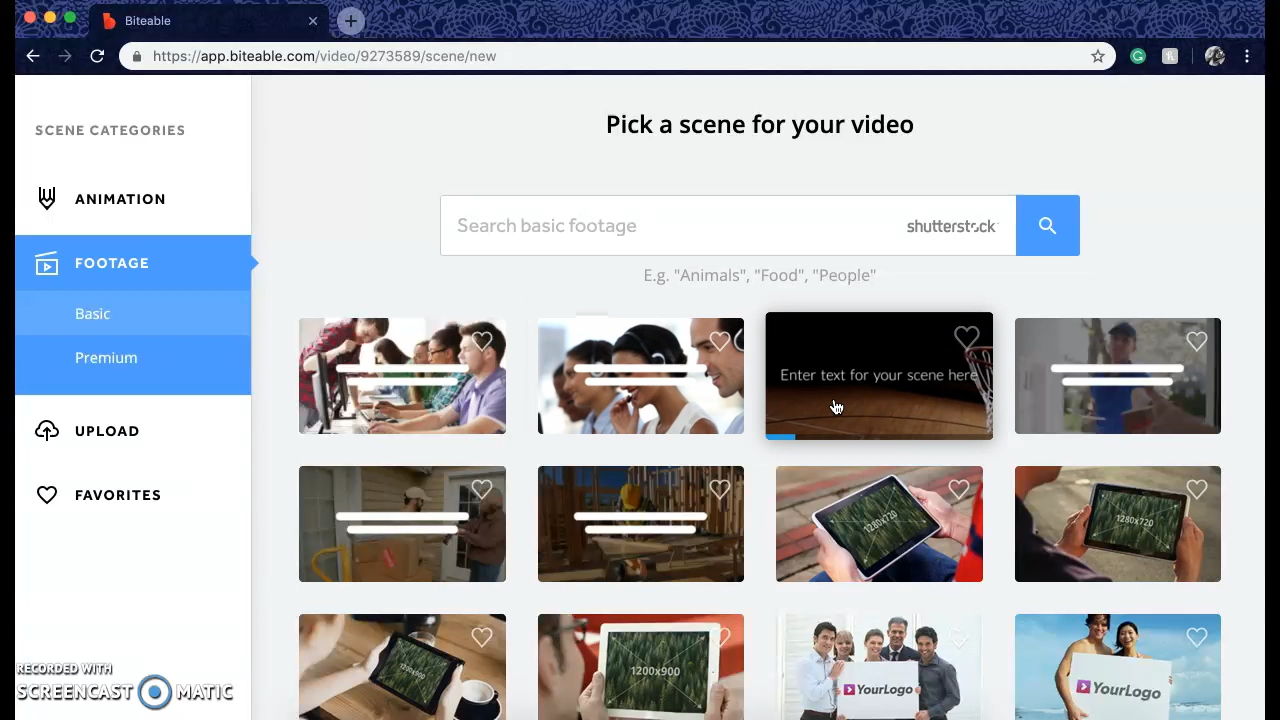 Biteable
https://app.biteable.com/video/9273589/scene/new
SCENE CATEGORIES
ANIMATION
FOOTAGE
Basic
Premium
UPLOAD
FAVORITES
Pick a scene for your video
Search basic footage
shutterstock
E.g. "Animals", "Food", "People"
Enter text for your scene here
1280x720
1280x720
1200x900
1200x900
YourLogo
YourLogo
RECORDED WITH
SCREENCAST MATIC